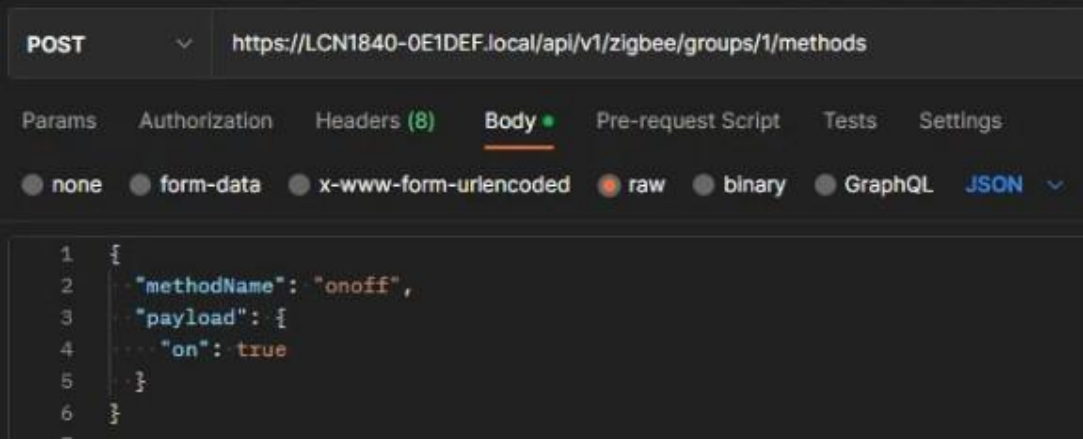 POST https://LCN1840-0E1DEF.local/api/v1/zigbee/groups/1/methods
Params Authorization Headers (8) Body Pre-request Script Tests Settings
none form-data x-www-form-urlencoded raw binary GraphQL JSON
1 {
2 "methodName": "onoff",
3 "payload": {
4 "on": true
5 }
6 }